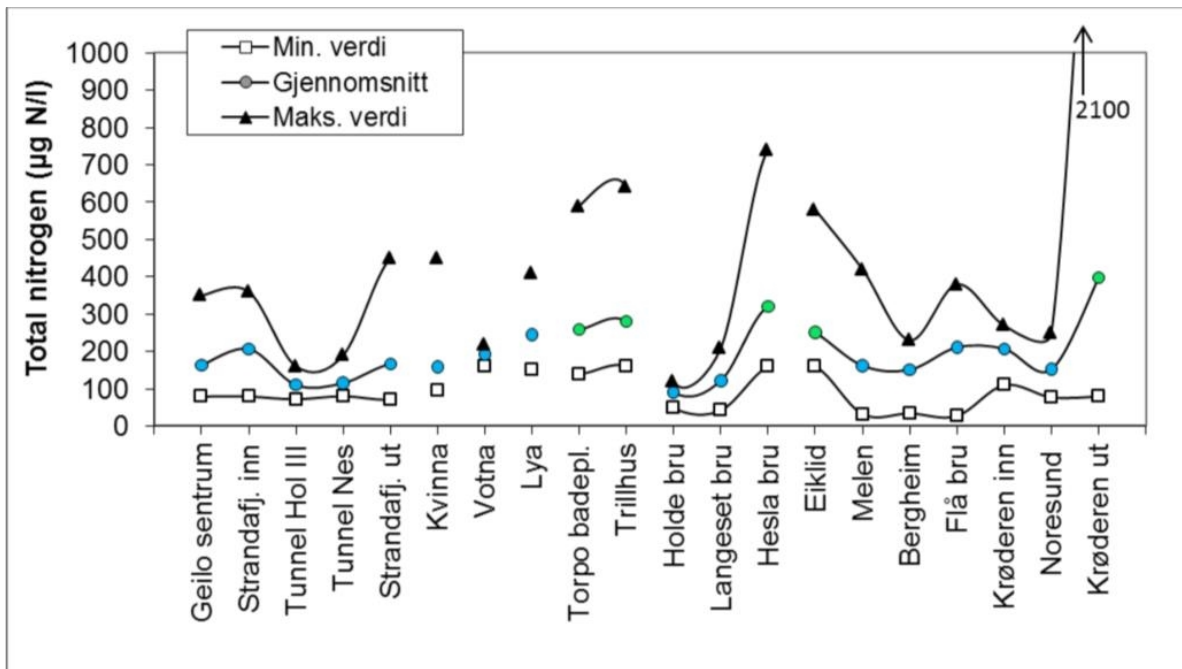 Total nitrogen (µg N/l)
1000
900
800
700
600
500
400
300
200
100
0
Min. verdi
Gjennomsnitt
Maks. verdi
2100
Geilo sentrum
Strandafj. inn
Tunnel Hol III
Tunnel Nes
Strandafj. ut
Kvinna
Votna
Lya
Torpo badepl.
Trillhus
Holde bru
Langeset bru
Hesla bru
Eiklid
Melen
Bergheim
Flå bru
Krøderen inn
Noresund
Krøderen ut